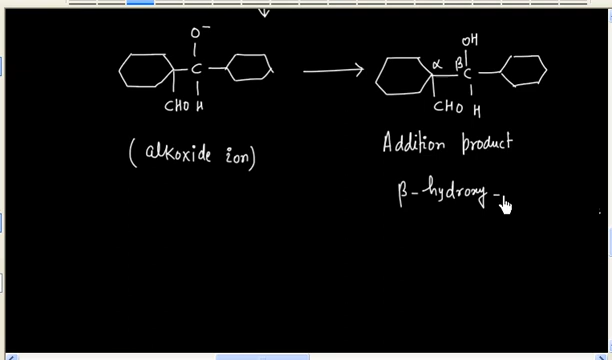 O⁻
C
CHO H
(alkoxide ion)
OH
α β
C
CHO H
Addition product
β-hydroxy-